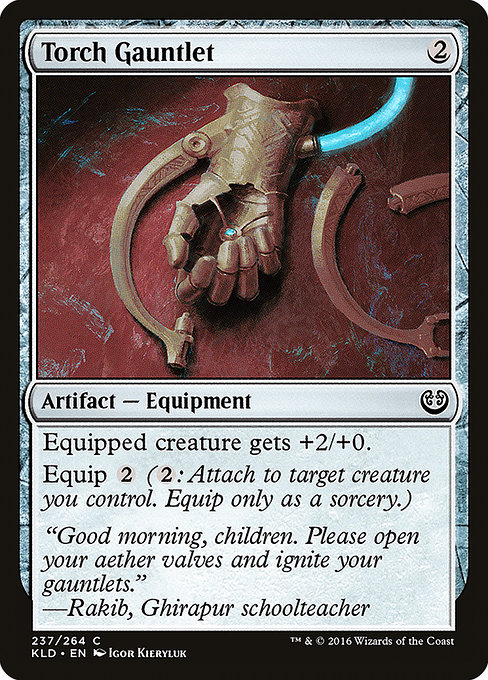 Torch Gauntlet 2
Artifact — Equipment
Equipped creature gets +2/+0.
Equip 2 (2: Attach to target creature
you control. Equip only as a sorcery.)
“Good morning, children. Please open
your aether valves and ignite your
gauntlets.”
—Rakib, Ghirapur schoolteacher
237/264 C
KLD • EN Igor Kieryluk
™ & © 2016 Wizards of the Coast